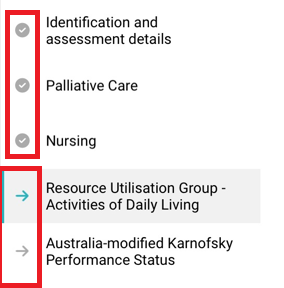 Identification and
assessment details
Palliative Care
Nursing
Resource Utilisation Group -
Activities of Daily Living
Australia-modified Karnofsky
Performance Status